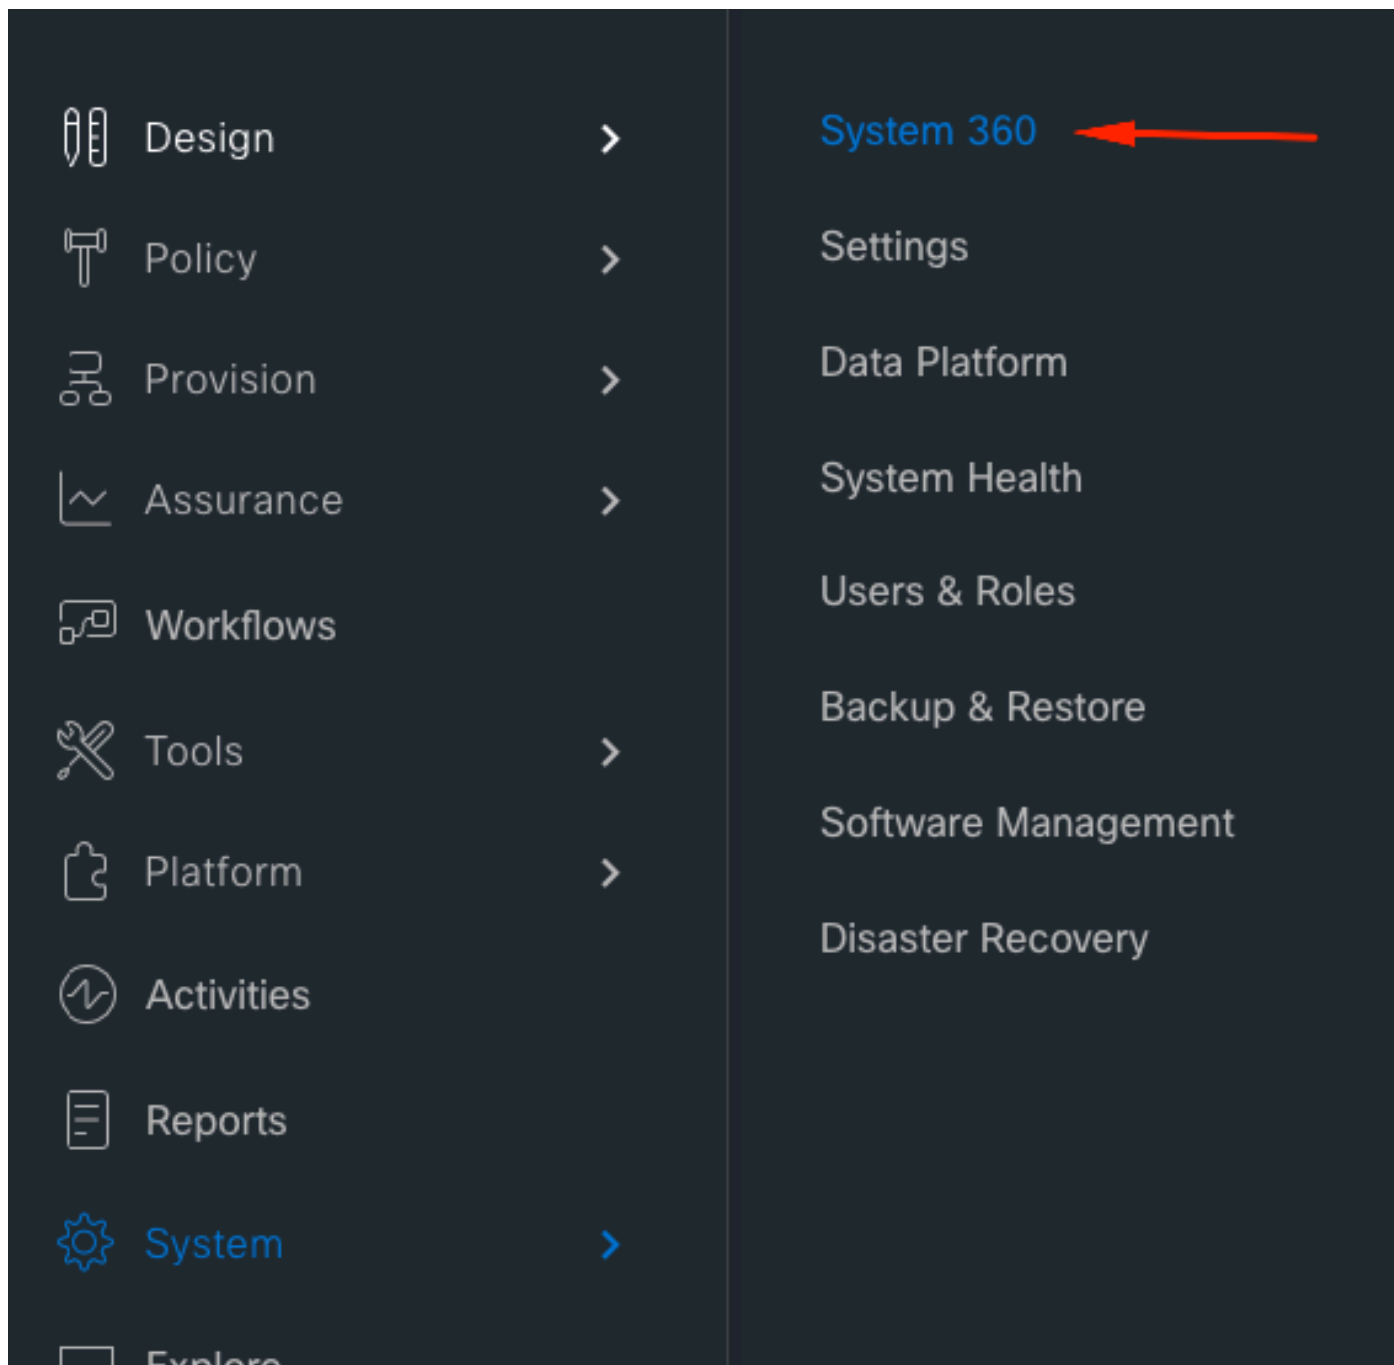 Design
Policy
Provision
Assurance
Workflows
Tools
Platform
Activities
Reports
System
Explore
System 360
Settings
Data Platform
System Health
Users & Roles
Backup & Restore
Software Management
Disaster Recovery